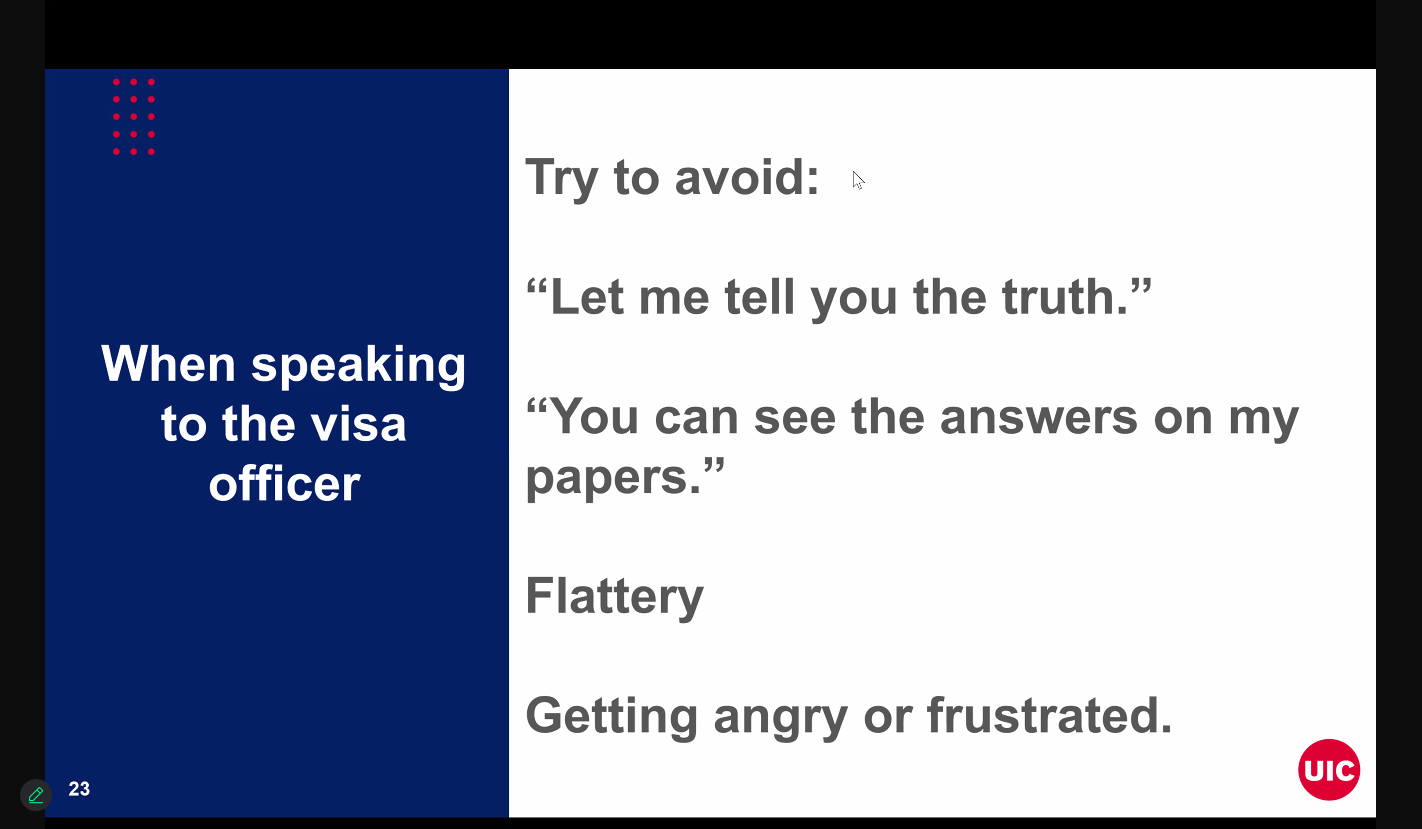 When speaking
to the visa
officer
23
Try to avoid:
“Let me tell you the truth.”
“You can see the answers on my
papers.”
Flattery
Getting angry or frustrated.
UIC